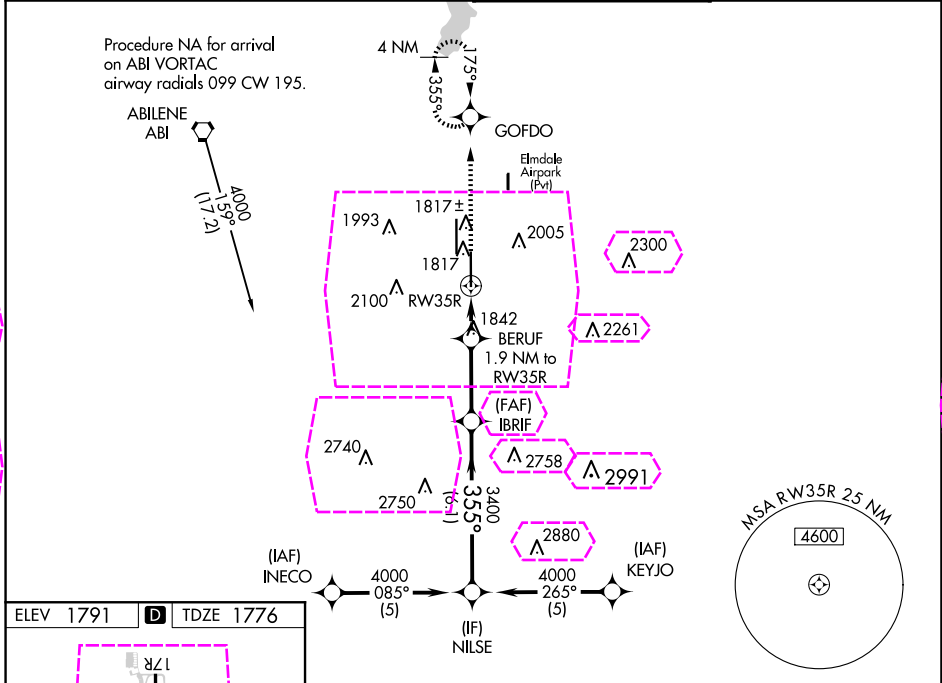 Procedure NA for arrival
on ABI VORTAC
airway radials 099 CW 195.
ABILENE
ABI
4000
159°
(17.2)
4 NM
175°
355°
GOFDO
Elmdale
Airpark
(Pvt)
1993
1817±
2005
1817
2100
RW35R
2300
1842
BERUF
1.9 NM to
RW35R
2261
(FAF)
IBRIF
2740
2750
2758
2991
3400
355°
(6.1)
2880
(IAF)
INECO
4000
085°
(5)
(IF)
NILSE
4000
265°
(5)
(IAF)
KEYJO
MSA RW35R 25 NM
4600
ELEV 1791 D TDZE 1776
17R